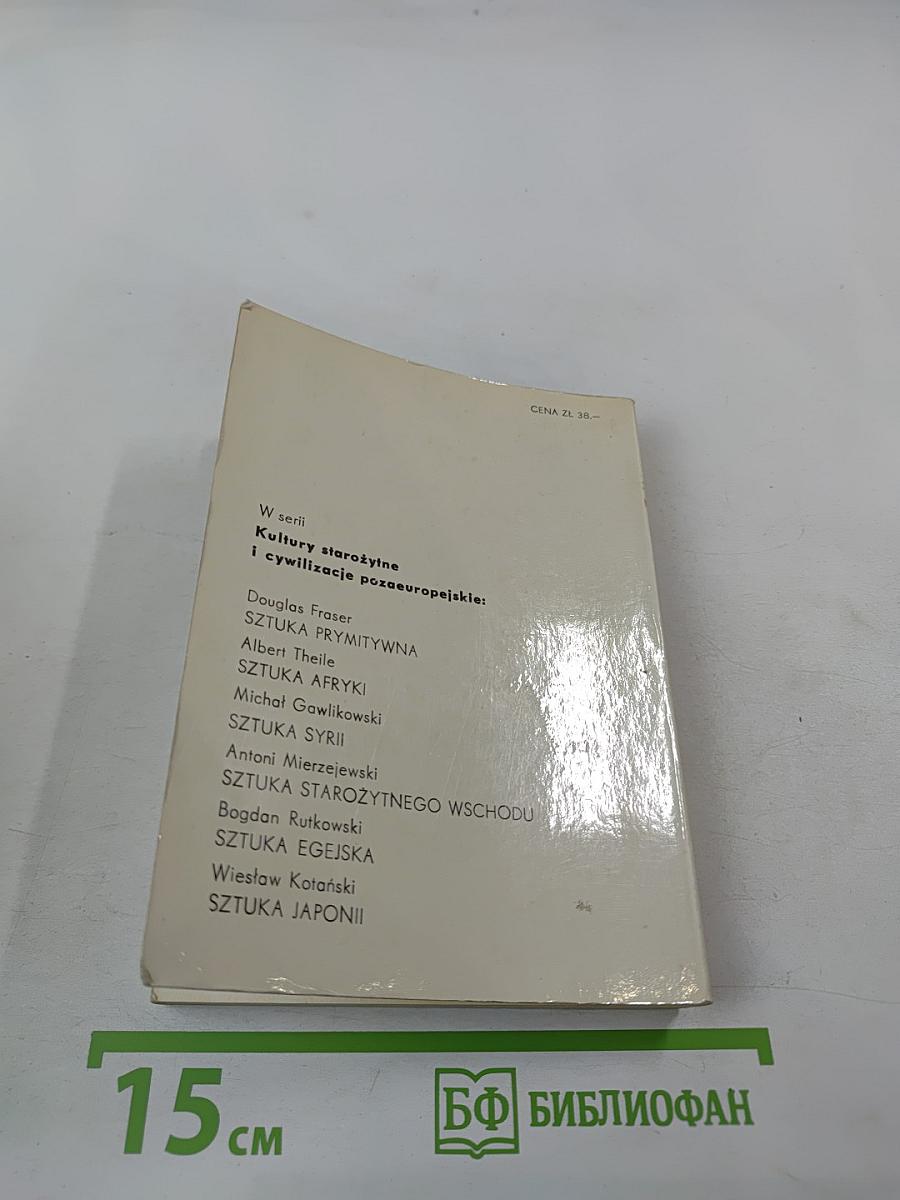 CENA ZŁ 38.—
W serii
Kultury starożytne
i cywilizacje pozaeuropejskie:
Douglas Fraser
SZTUKA PRYMITYWNA
Albert Theile
SZTUKA AFRYKI
Michał Gawlikowski
SZTUKA SYRII
Antoni Mierzejewski
SZTUKA STAROŻYTNEGO WSCHODU
Bogdan Rutkowski
SZTUKA EGEJSKA
Wiesław Kotański
SZTUKA JAPONII
15 см
БФ БИБЛИОФАН